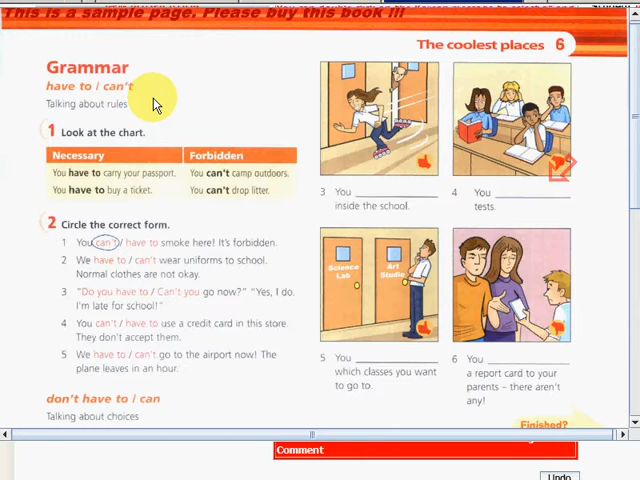 This is a sample page. Please buy this book !!!
The coolest places 6
Grammar
have to / can't
Talking about rules
1 Look at the chart.
Necessary Forbidden
You have to carry your passport. You can't camp outdoors.
You have to buy a ticket. You can't drop litter.
2 Circle the correct form.
1 You can't / have to smoke here! It's forbidden.
2 We have to / can't wear uniforms to school.
Normal clothes are not okay.
3 "Do you have to / Can't you go now?" "Yes, I do.
I'm late for school!"
4 You can't / have to use a credit card in this store.
They don't accept them.
5 We have to / can't go to the airport now! The
plane leaves in an hour.
don't have to / can
Talking about choices
3 You ____________
inside the school.
4 You ____________
tests.
Science
Lab
Art
Studio
5 You ____________
which classes you want
to go to.
6 You ____________
a report card to your
parents – there aren't
any!
Finished?
Comment
Undo